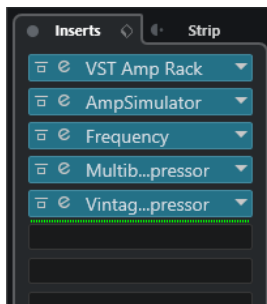 Inserts Strip
VST Amp Rack
AmpSimulator
Frequency
Multib...pressor
Vintag...pressor